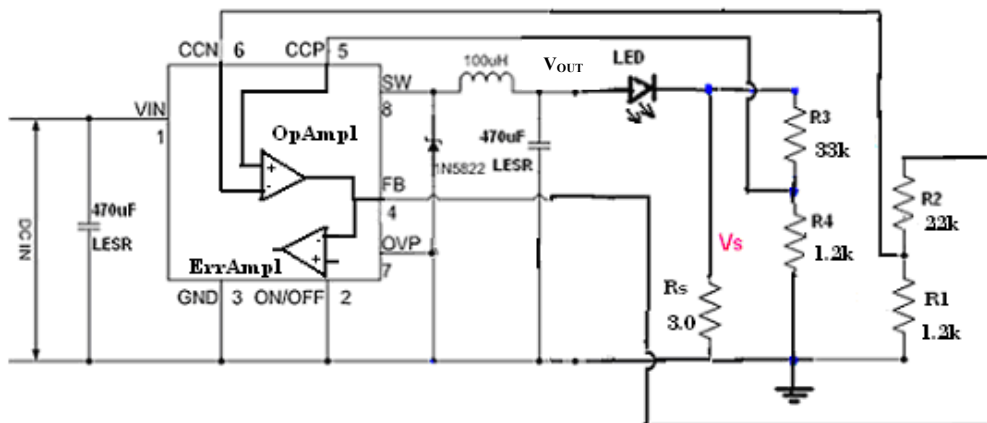 CCN 6 CCP 5
100uH
VOUT
LED
SW
8
VIN
1
OpAmp1
R3
33k
470uF
LESR
1N5822
FB
4
R2
22k
470uF
LESR
DC IN
R4
1.2k
Vs
OVP
7
ErrAmp1
GND 3 ON/OFF 2
Rs
3.0
R1
1.2k